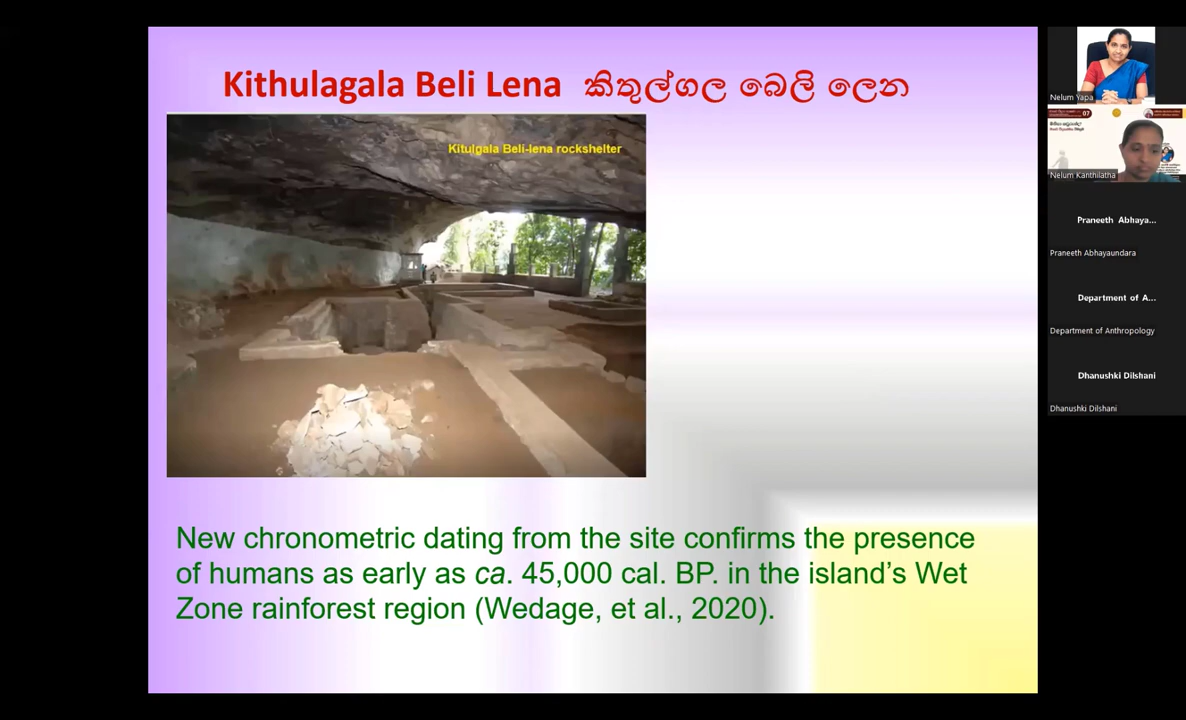 Kithulagala Beli Lena කිතුල්ගල බෙලි ලෙන
Kitulgala Beli-lena rockshelter
New chronometric dating from the site confirms the presence
of humans as early as ca. 45,000 cal. BP. in the island's Wet
Zone rainforest region (Wedage, et al., 2020).
Nelum Yapa
07
Nelum Kanthilatha
Praneeth Abhaya...
Praneeth Abhayaundara
Department of A...
Department of Anthropology
Dhanushki Dilshani
Dhanushki Dilshani